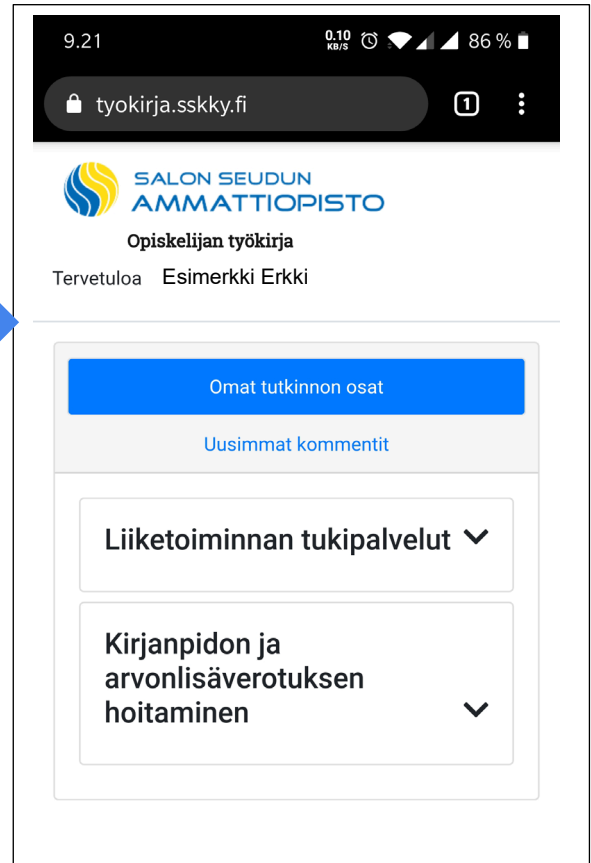 9.21 0.10 KB/S 86 %
tyokirja.sskky.fi 1
SALON SEUDUN
AMMATTIOPISTO
Opiskelijan työkirja
Tervetuloa Esimerkki Erkki
Omat tutkinnon osat
Uusimmat kommentit
Liiketoiminnan tukipalvelut
Kirjanpidon ja
arvonlisäverotuksen
hoitaminen